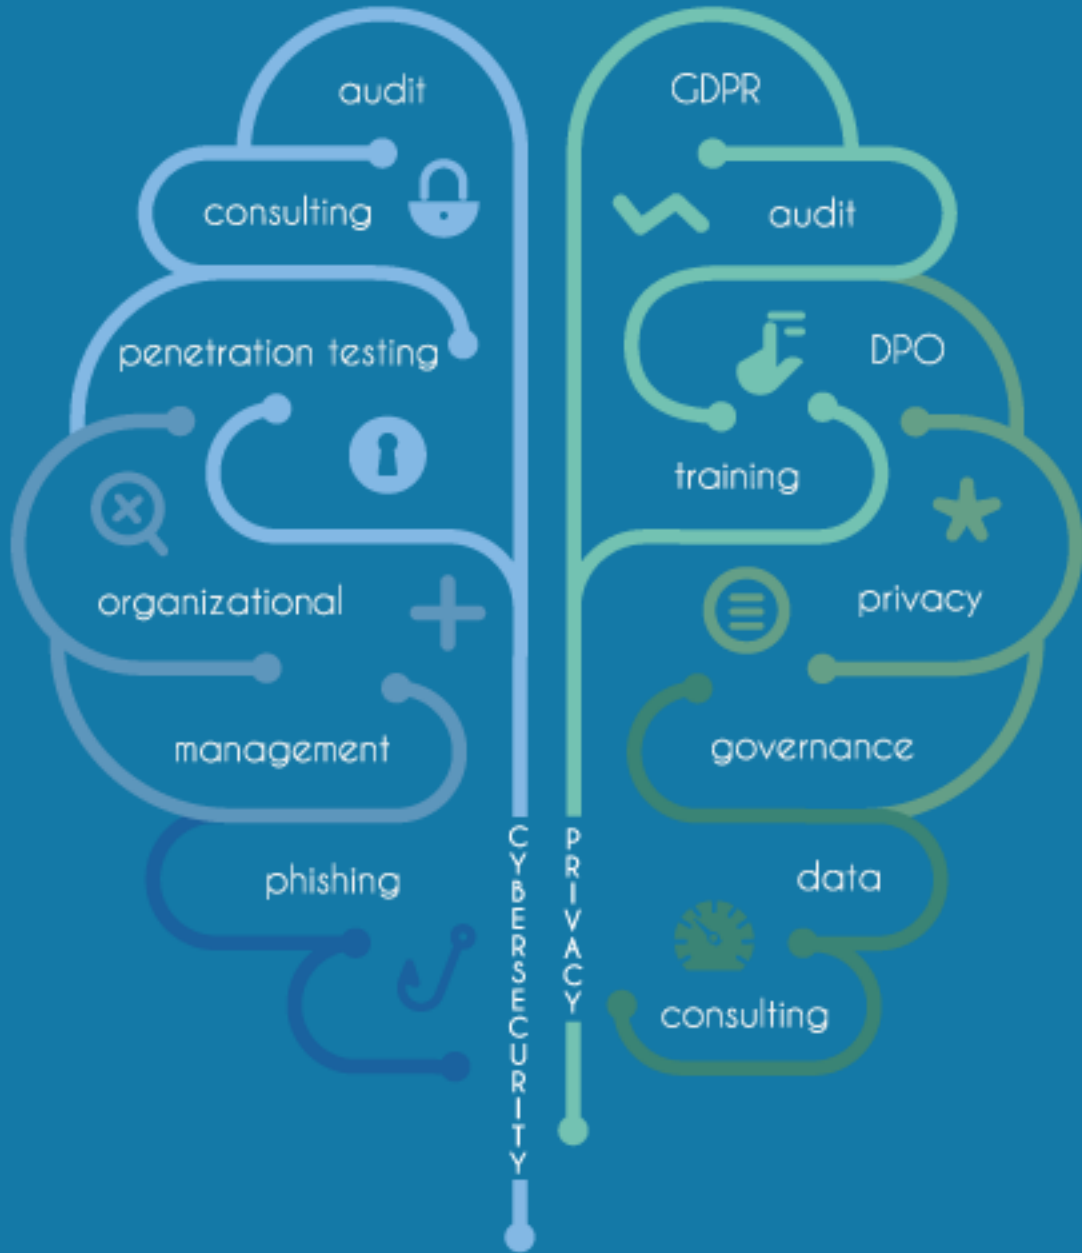 audit
consulting
penetration testing
organizational
management
phishing
CYBERSECURITY
GDPR
audit
DPO
training
privacy
governance
data
consulting
PRIVACY